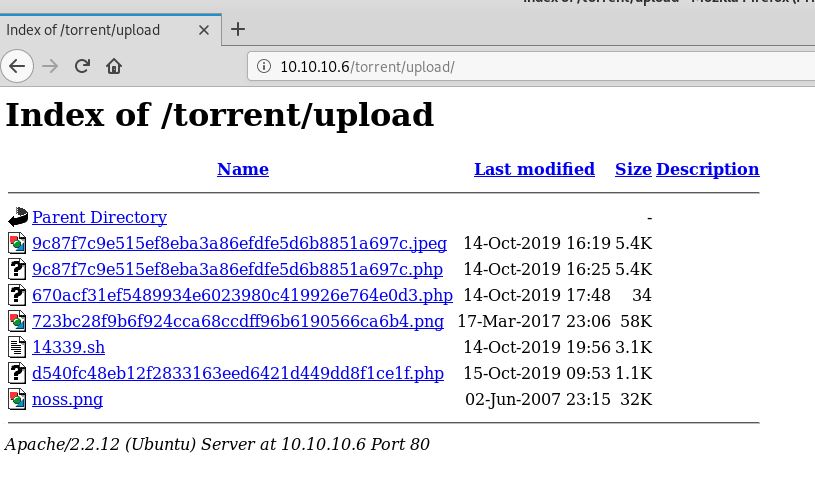 Index of /torrent/upload - Mozilla Firefox (Pri
Index of /torrent/upload
10.10.10.6/torrent/upload/
Index of /torrent/upload
Name Last modified Size Description
Parent Directory -
9c87f7c9e515ef8eba3a86efdfe5d6b8851a697c.jpeg 14-Oct-2019 16:19 5.4K
9c87f7c9e515ef8eba3a86efdfe5d6b8851a697c.php 14-Oct-2019 16:25 5.4K
670acf31ef5489934e6023980c419926e764e0d3.php 14-Oct-2019 17:48 34
723bc28f9b6f924cca68ccdff96b6190566ca6b4.png 17-Mar-2017 23:06 58K
14339.sh 14-Oct-2019 19:56 3.1K
d540fc48eb12f2833163eed6421d449dd8f1ce1f.php 15-Oct-2019 09:53 1.1K
noss.png 02-Jun-2007 23:15 32K
Apache/2.2.12 (Ubuntu) Server at 10.10.10.6 Port 80